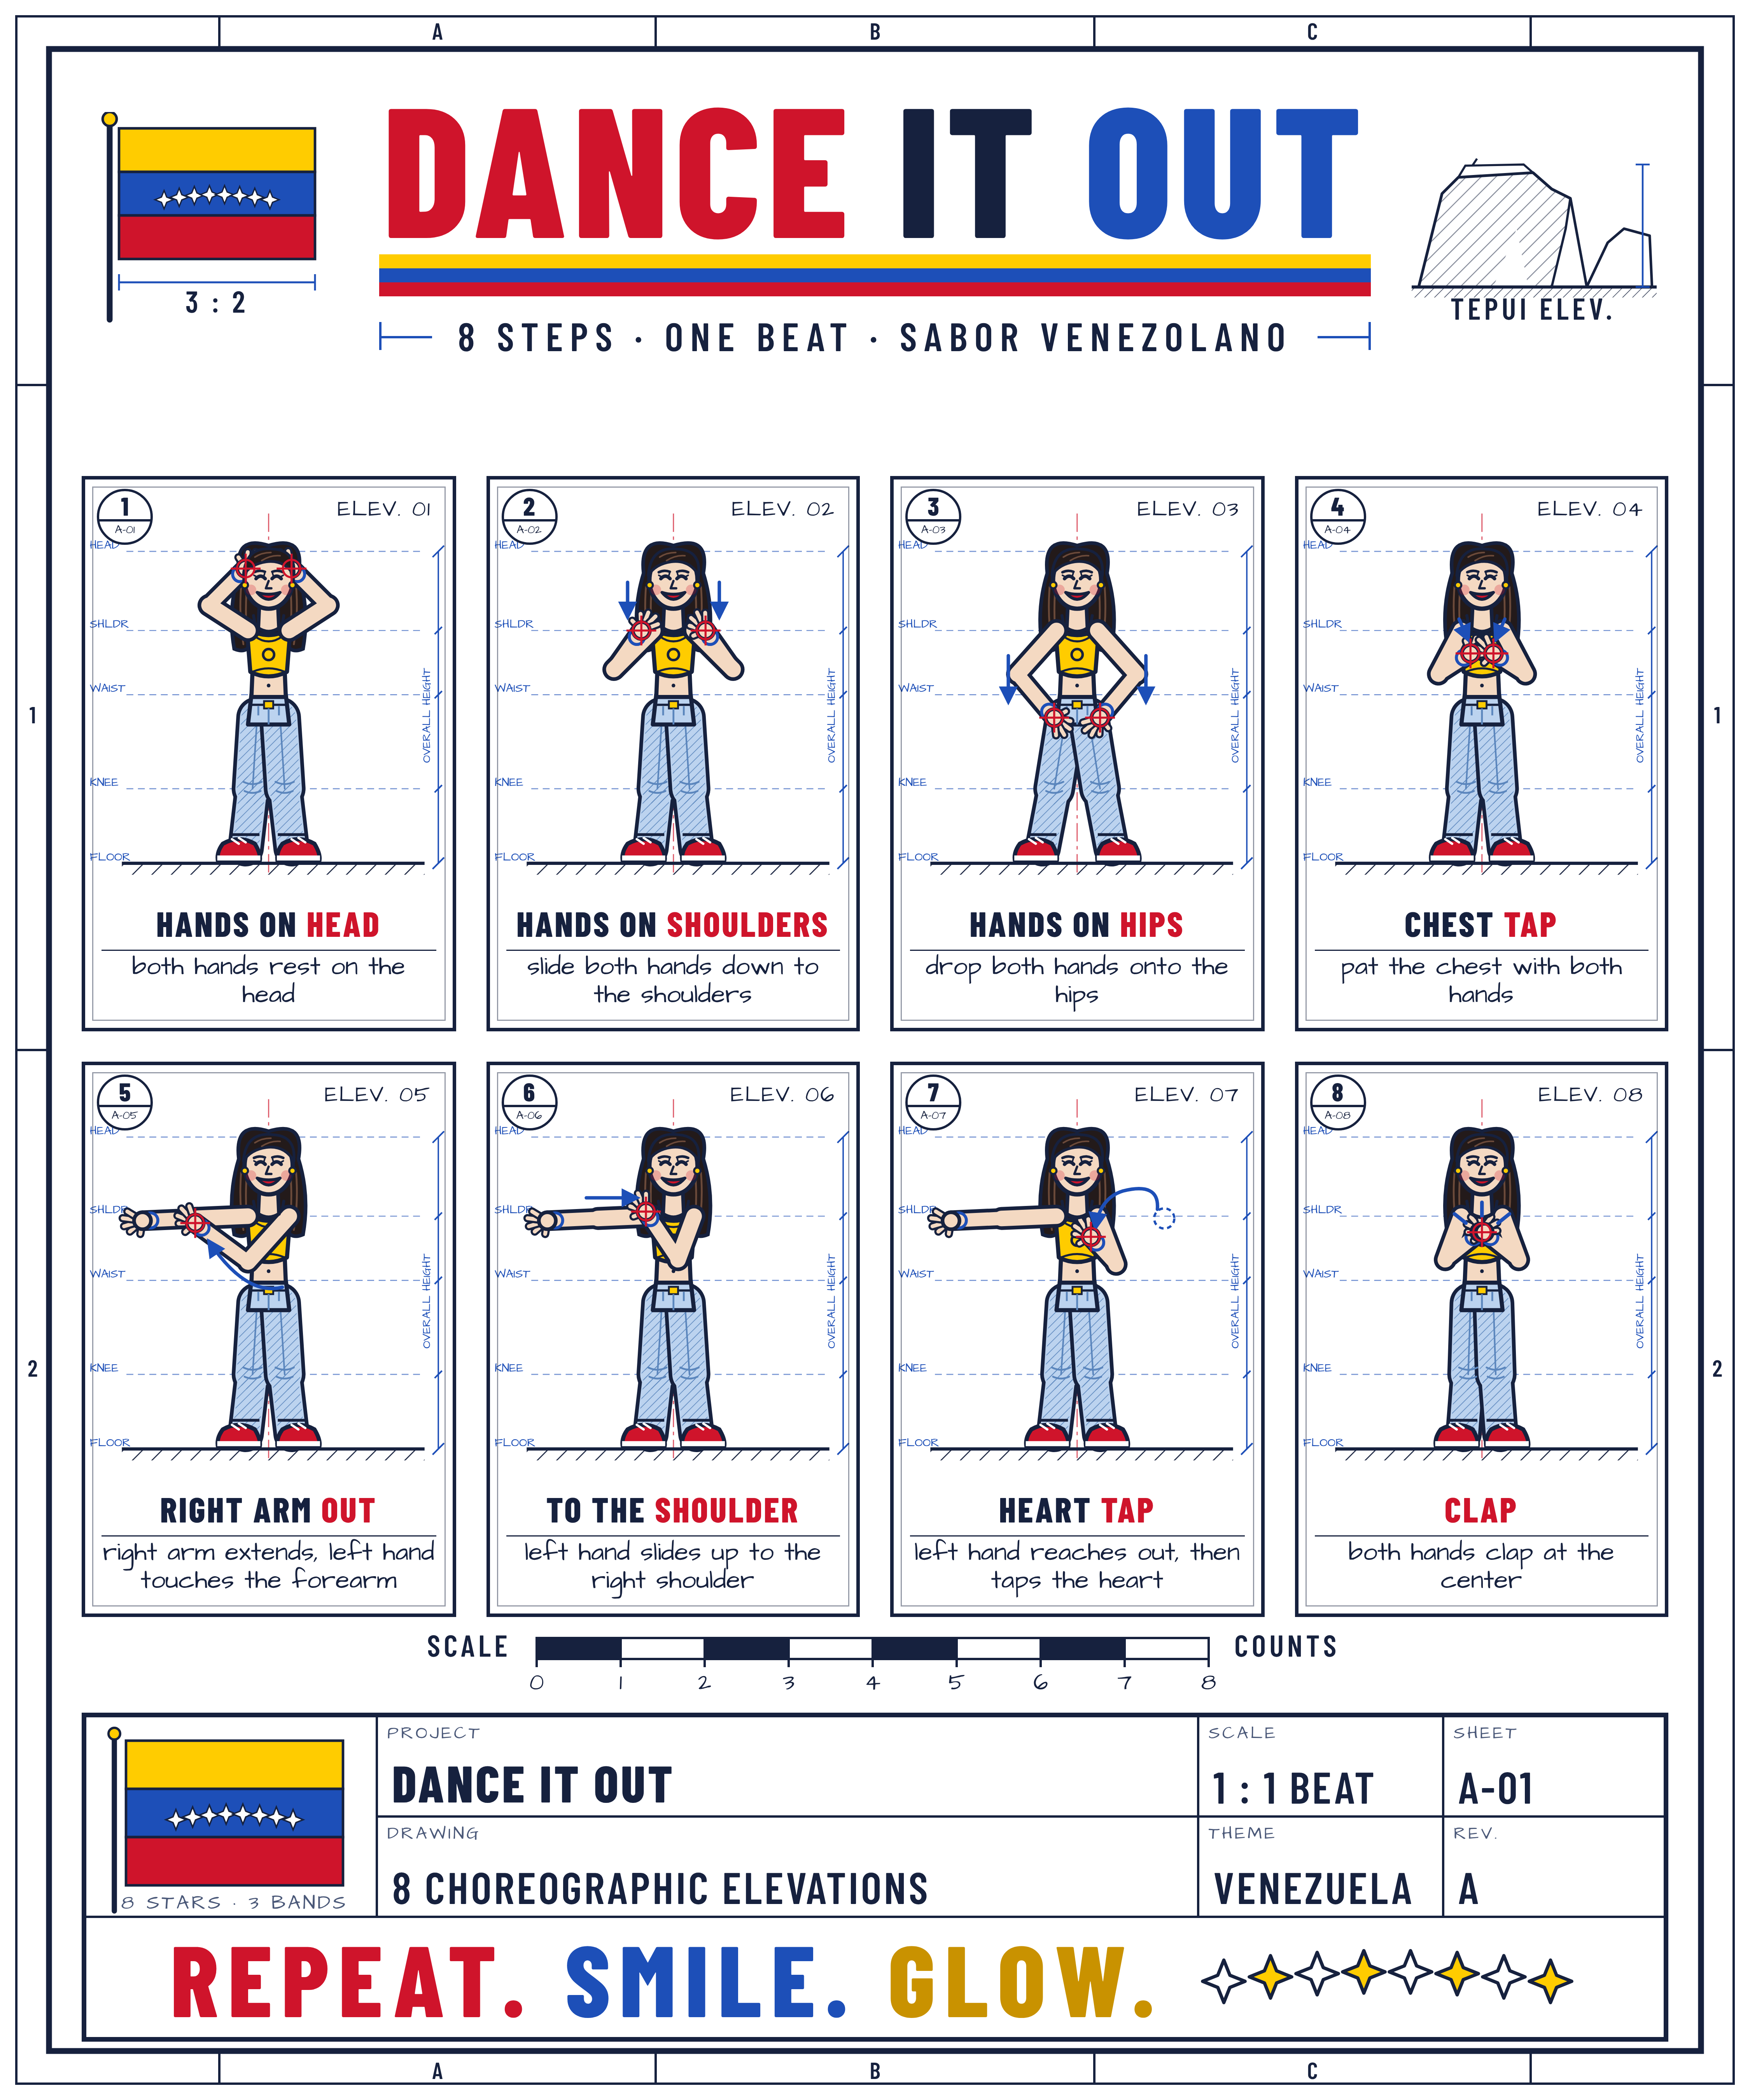 A B C
DANCE IT OUT
3 : 2
8 STEPS · ONE BEAT · SABOR VENEZOLANO
TEPUI ELEV.
1
1
1
A-01
ELEV. 01
HEAD
SHLDR
WAIST
KNEE
FLOOR
OVERALL HEIGHT
HANDS ON HEAD
both hands rest on the
head
2
A-02
ELEV. 02
HEAD
SHLDR
WAIST
KNEE
FLOOR
OVERALL HEIGHT
HANDS ON SHOULDERS
slide both hands down to
the shoulders
3
A-03
ELEV. 03
HEAD
SHLDR
WAIST
KNEE
FLOOR
OVERALL HEIGHT
HANDS ON HIPS
drop both hands onto the
hips
4
A-04
ELEV. 04
HEAD
SHLDR
WAIST
KNEE
FLOOR
OVERALL HEIGHT
CHEST TAP
pat the chest with both
hands
2
2
5
A-05
ELEV. 05
HEAD
SHLDR
WAIST
KNEE
FLOOR
OVERALL HEIGHT
RIGHT ARM OUT
right arm extends, left hand
touches the forearm
6
A-06
ELEV. 06
HEAD
SHLDR
WAIST
KNEE
FLOOR
OVERALL HEIGHT
TO THE SHOULDER
left hand slides up to the
right shoulder
7
A-07
ELEV. 07
HEAD
SHLDR
WAIST
KNEE
FLOOR
OVERALL HEIGHT
HEART TAP
left hand reaches out, then
taps the heart
8
A-08
ELEV. 08
HEAD
SHLDR
WAIST
KNEE
FLOOR
OVERALL HEIGHT
CLAP
both hands clap at the
center
SCALE COUNTS
0 1 2 3 4 5 6 7 8
8 STARS · 3 BANDS
PROJECT
DANCE IT OUT
SCALE
1 : 1 BEAT
SHEET
A-01
DRAWING
8 CHOREOGRAPHIC ELEVATIONS
THEME
VENEZUELA
REV.
A
REPEAT. SMILE. GLOW.
A B C